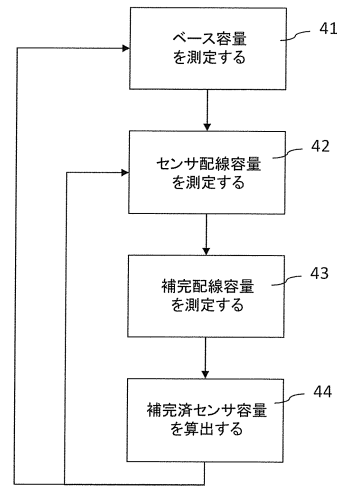 ベース容量
を測定する
41
センサ配線容量
を測定する
42
補完配線容量
を測定する
43
補完済センサ容量
を算出する
44